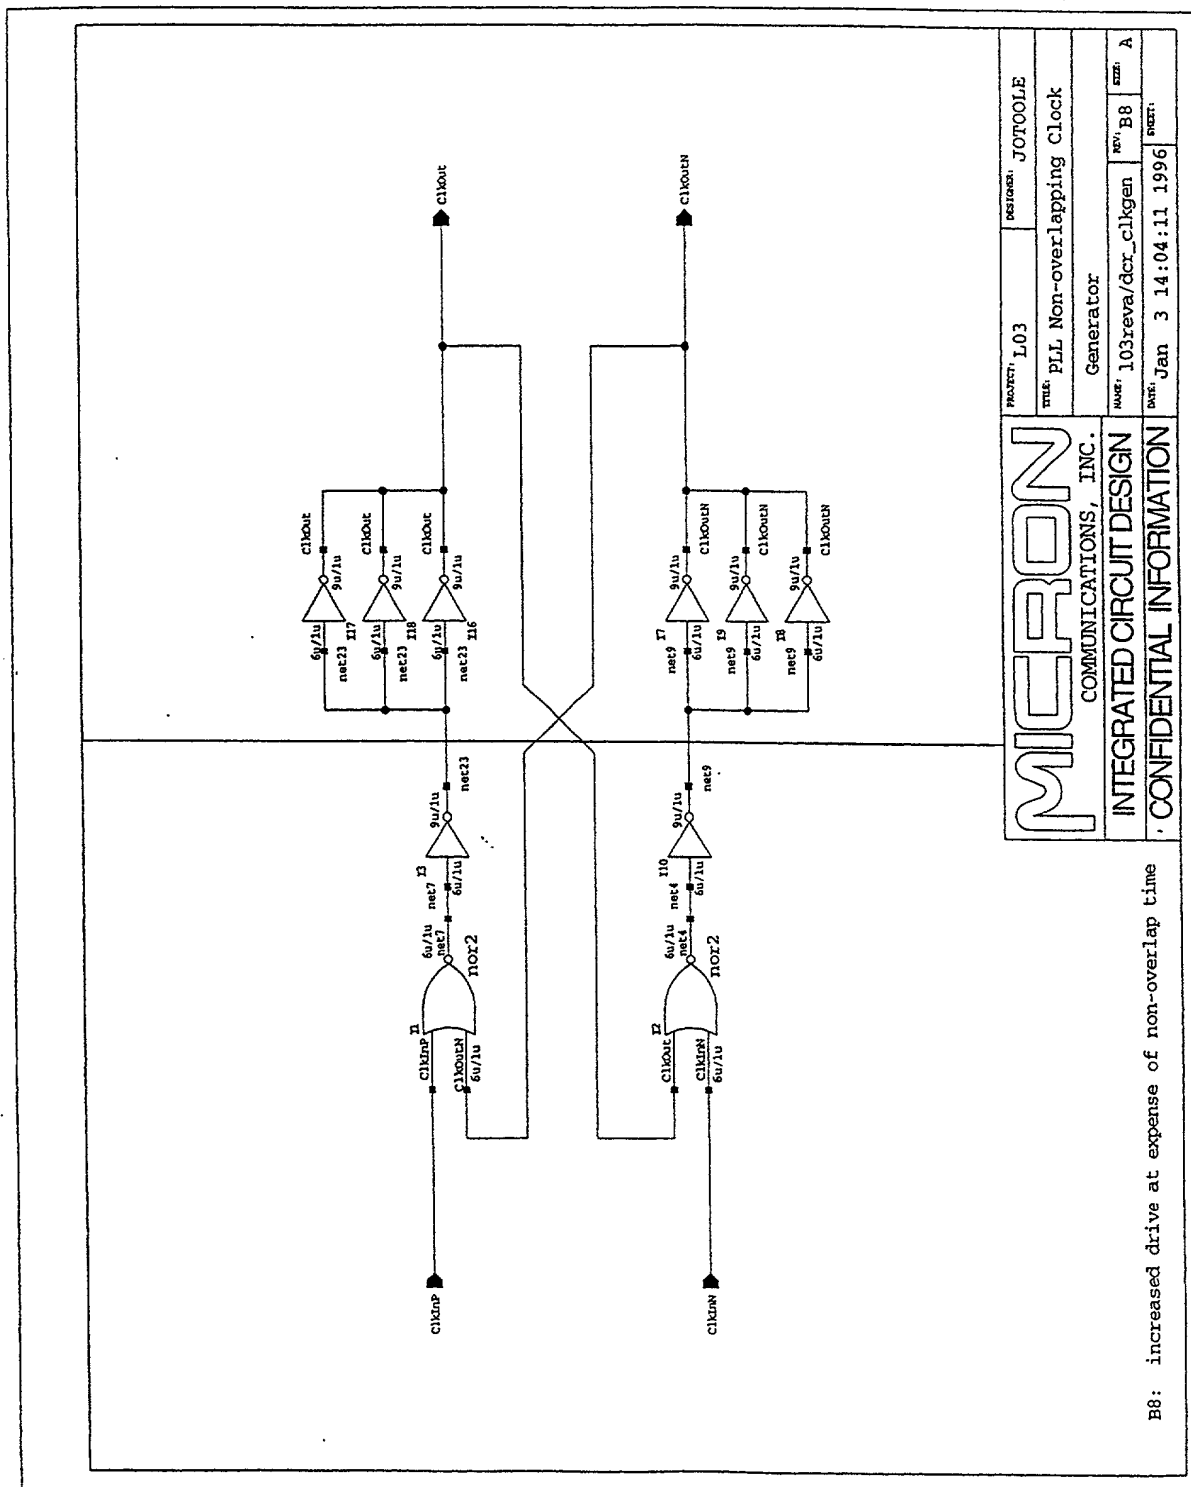 ClkInP
ClkInN
I1
ClkInP
ClkOutN
6u/1u
6u/1u
net7
nor2
net7
I3
6u/1u
9u/1u
net23
6u/1u
net23
I17
9u/1u
ClkOut
6u/1u
net23
I18
9u/1u
ClkOut
6u/1u
net23
I16
9u/1u
ClkOut
ClkOut
I2
ClkOut
ClkInN
6u/1u
6u/1u
net4
nor2
net4
I10
6u/1u
9u/1u
net9
net9
I7
6u/1u
9u/1u
ClkOutN
net9
I9
6u/1u
9u/1u
ClkOutN
net9
I8
6u/1u
9u/1u
ClkOutN
ClkOutN
B8: increased drive at expense of non-overlap time
MICRON
COMMUNICATIONS, INC.
INTEGRATED CIRCUIT DESIGN
CONFIDENTIAL INFORMATION
PROJECT: L03
DESIGNER: JOTOOLE
TITLE: PLL Non-overlapping Clock
Generator
NAME: l03reva/dcr_clkgen
REV: B8
SIZE: A
DATE: Jan 3 14:04:11 1996
SHEET: